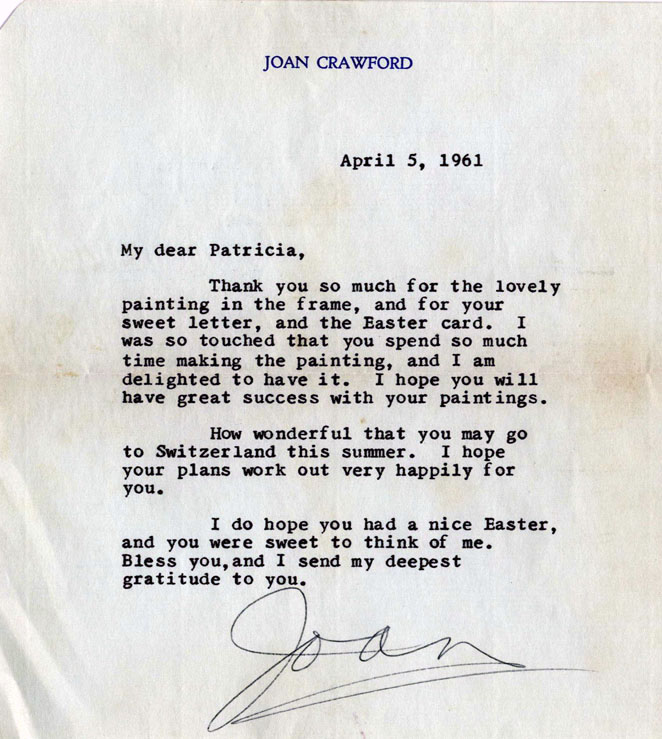 JOAN CRAWFORD
April 5, 1961
My dear Patricia,
Thank you so much for the lovely
painting in the frame, and for your
sweet letter, and the Easter card. I
was so touched that you spend so much
time making the painting, and I am
delighted to have it. I hope you will
have great success with your paintings.
How wonderful that you may go
to Switzerland this summer. I hope
your plans work out very happily for
you.
I do hope you had a nice Easter,
and you were sweet to think of me.
Bless you,and I send my deepest
gratitude to you.
Joan